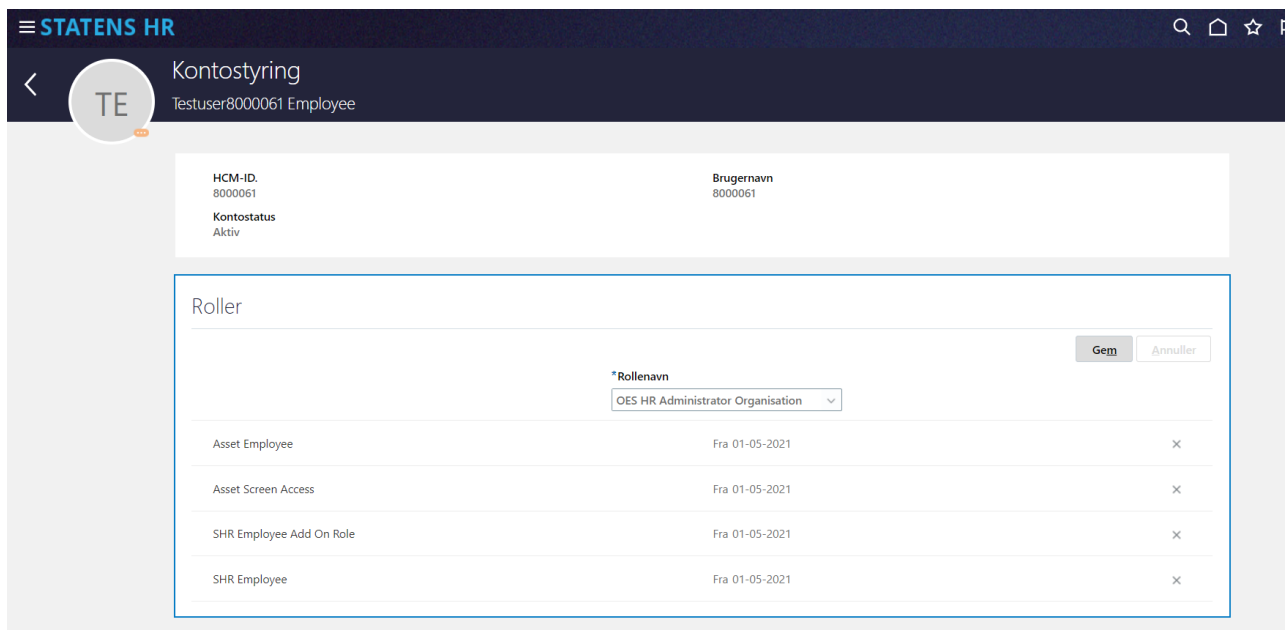 STATENS HR
Kontostyring
TE
Testuser8000061 Employee
HCM-ID.
8000061
Brugernavn
8000061
Kontostatus
Aktiv
Roller
Gem
Annuller
*Rollenavn
OES HR Administrator Organisation
Asset Employee Fra 01-05-2021
Asset Screen Access Fra 01-05-2021
SHR Employee Add On Role Fra 01-05-2021
SHR Employee Fra 01-05-2021